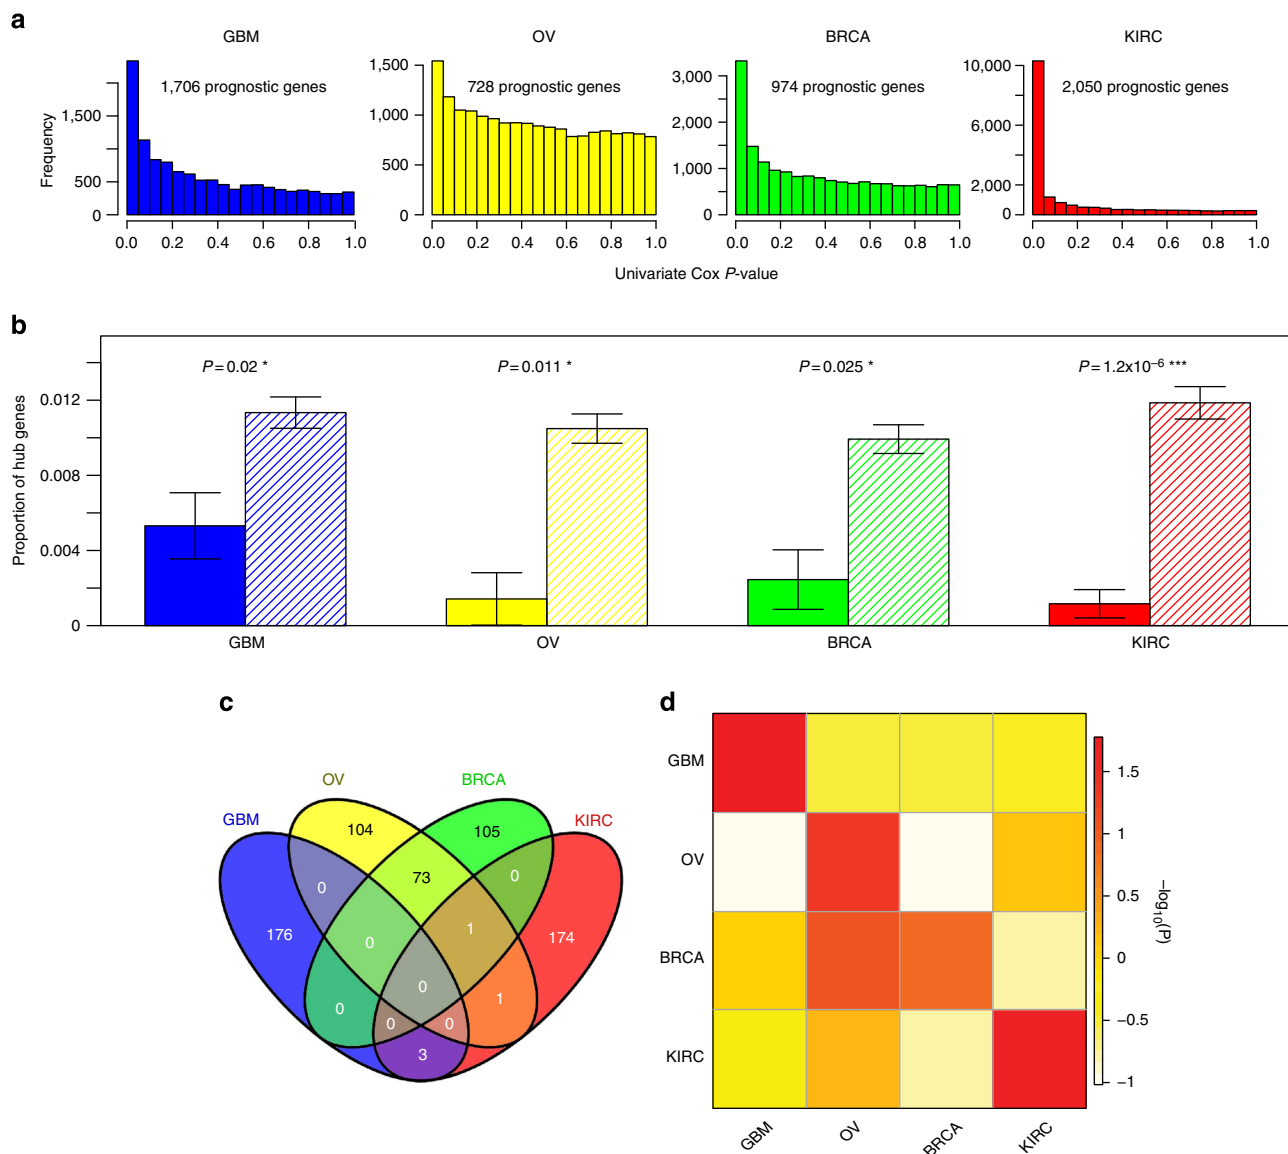 a
GBM
OV
BRCA
KIRC
1,706 prognostic genes
728 prognostic genes
974 prognostic genes
2,050 prognostic genes
Frequency
1,500
500
0
1,500
1,000
500
0
3,000
2,000
1,000
0
10,000
6,000
2,000
0
0.0 0.2 0.4 0.6 0.8 1.0
0.0 0.2 0.4 0.6 0.8 1.0
0.0 0.2 0.4 0.6 0.8 1.0
0.0 0.2 0.4 0.6 0.8 1.0
Univariate Cox P-value
b
P=0.02 *
P=0.011 *
P=0.025 *
P=1.2x10⁻⁶ ***
Proportion of hub genes
0.012
0.008
0.004
0
GBM
OV
BRCA
KIRC
c
OV
BRCA
GBM
KIRC
104
105
73
0
0
176
0
1
174
0
0
1
0
0
3
d
GBM
OV
BRCA
KIRC
GBM
OV
BRCA
KIRC
1.5
1
0.5
0
−0.5
−1
−log₁₀(P)